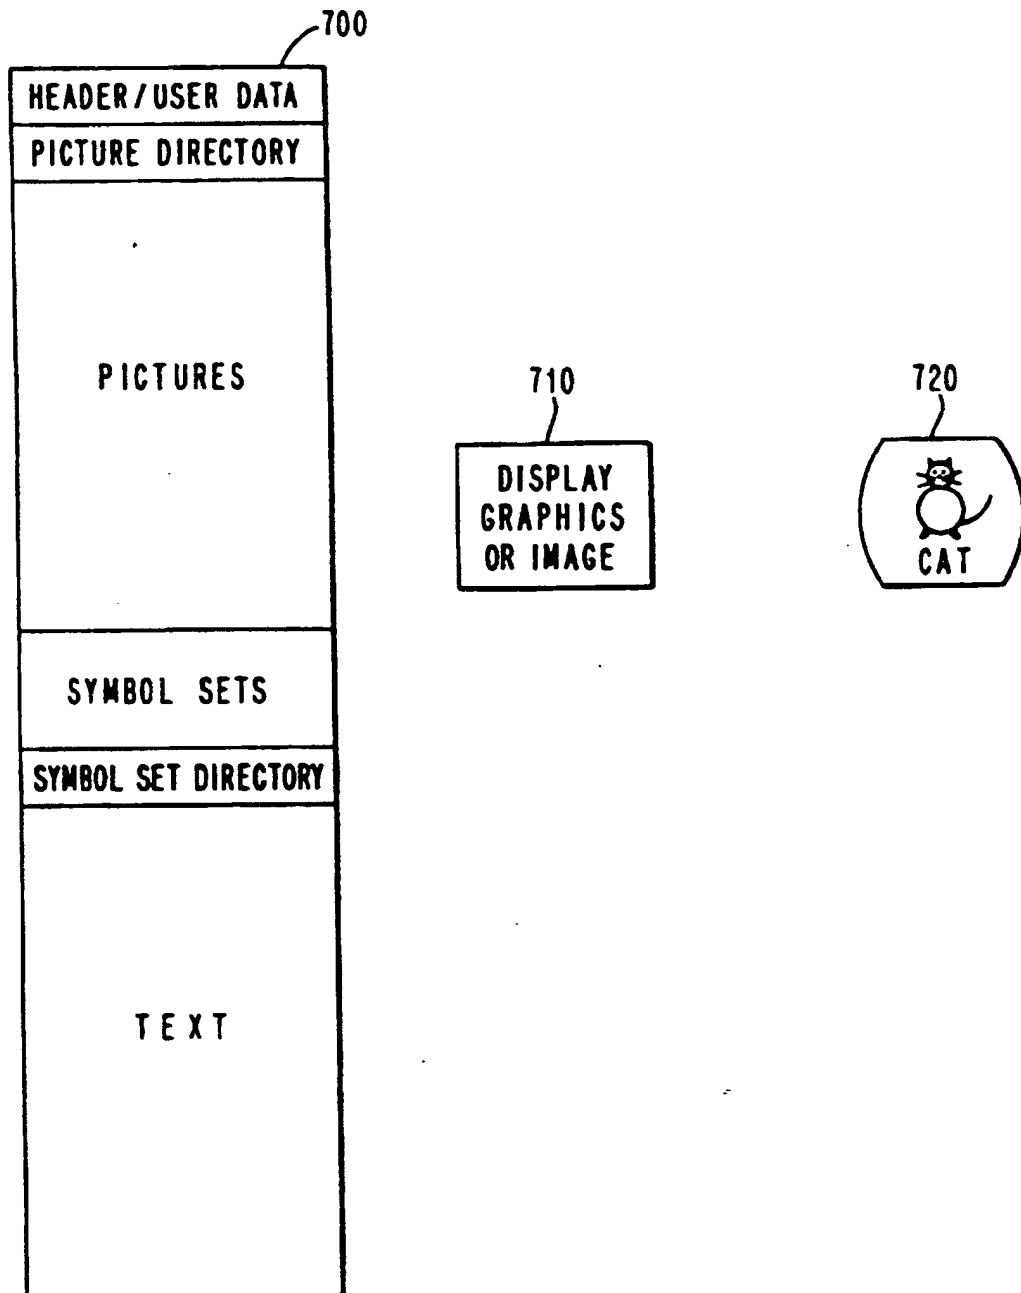 700
HEADER/USER DATA
PICTURE DIRECTORY
PICTURES
SYMBOL SETS
SYMBOL SET DIRECTORY
TEXT
710
DISPLAY
GRAPHICS
OR IMAGE
720
CAT